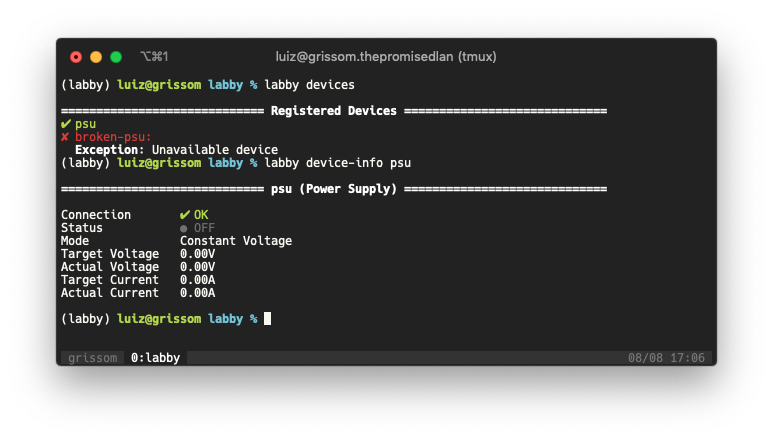 ⌥⌘1 luiz@grissom.thepromisedlan (tmux)
(labby) luiz@grissom labby % labby devices
============================= Registered Devices =============================
✔ psu
✘ broken-psu:
Exception: Unavailable device
(labby) luiz@grissom labby % labby device-info psu
============================= psu (Power Supply) =============================
Connection ✔ OK
Status ● OFF
Mode Constant Voltage
Target Voltage 0.00V
Actual Voltage 0.00V
Target Current 0.00A
Actual Current 0.00A
(labby) luiz@grissom labby %
grissom 0:labby 08/08 17:06